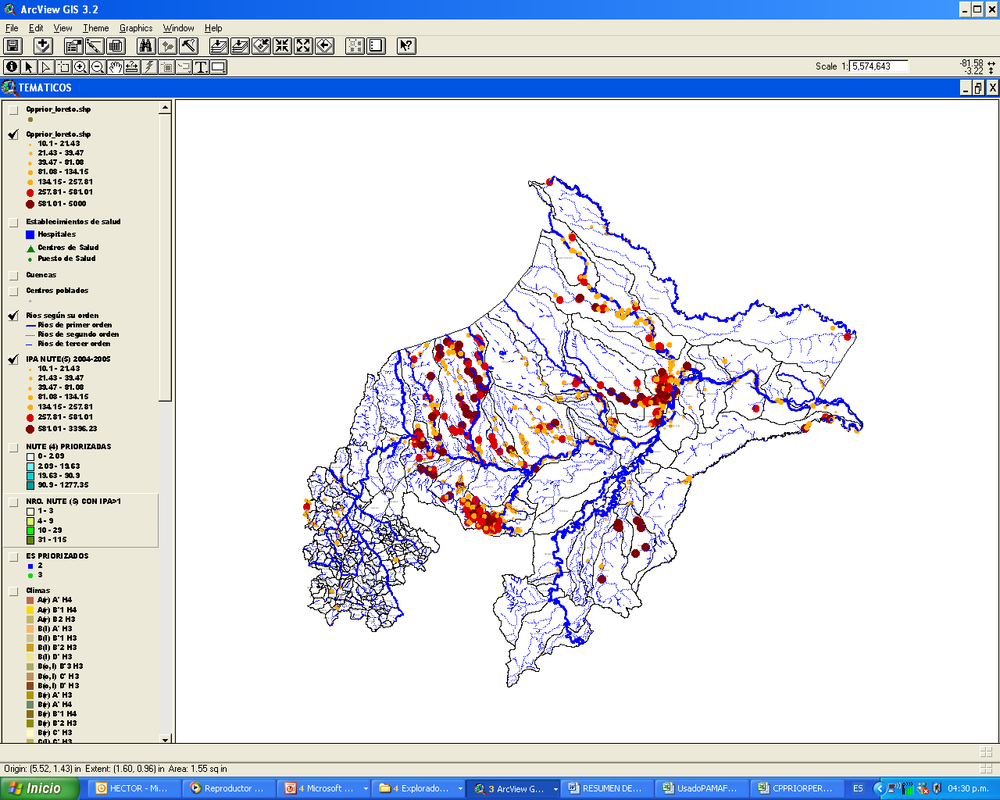 ArcView GIS 3.2
File Edit View Theme Graphics Window Help
Scale 1: 5,574,643
-81.58
-3.22
TEMATICOS
Cpprior_loreto.shp
Cpprior_loreto.shp
10.1 - 21.43
21.43 - 39.47
39.47 - 81.08
81.08 - 134.15
134.15 - 257.81
257.81 - 581.01
581.01 - 5000
Establecimientos de salud
Hospitales
Centros de Salud
Puesto de Salud
Cuencas
Centros poblados
Rios según su orden
Rios de primer orden
Rios de segundo orden
Rios de tercer orden
IPA NUTE(5) 2004-2005
10.1 - 21.43
21.43 - 39.47
39.47 - 81.08
81.08 - 134.15
134.15 - 257.81
257.81 - 581.01
581.01 - 3396.23
NUTE (4) PRIORIZADAS
0 - 2.09
2.09 - 19.63
19.63 - 90.9
90.9 - 1277.35
NRO. NUTE (5) CON IPA>1
1 - 3
4 - 9
10 - 29
31 - 115
ES PRIORIZADOS
2
3
Climas
A(r) A' H4
A(r) B'1 H4
A(r) B2 H3
B(i) A' H3
B(i) B'1 H3
B(i) B'2 H3
B(i) D' H3
B(o,i) B'3 H3
B(o,i) C' H3
B(o,i) D' H3
B(r) A' H3
B(r) A' H4
B(r) B'1 H4
B(r) B'2 H3
B(r) C' H3
C(i) C' H3
Origin: (5.52, 1.43) in Extent: (1.60, 0.96) in Area: 1.55 sq in
Inicio
HECTOR - Mi...
Reproductor ...
4 Microsoft ...
4 Explorado...
3 ArcView G...
RESUMEN DE...
UsadoPAMAF...
CPPRIORPER...
ES
04:30 p.m.